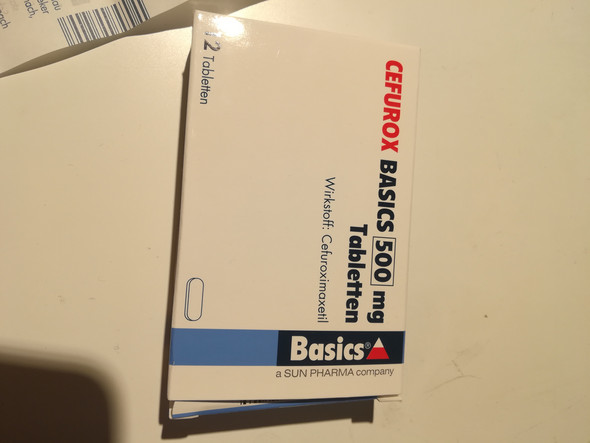 CEFUROX BASICS 500 mg
Tabletten
Wirkstoff: Cefuroximaxetil
12 Tabletten
Basics®
a SUN PHARMA company